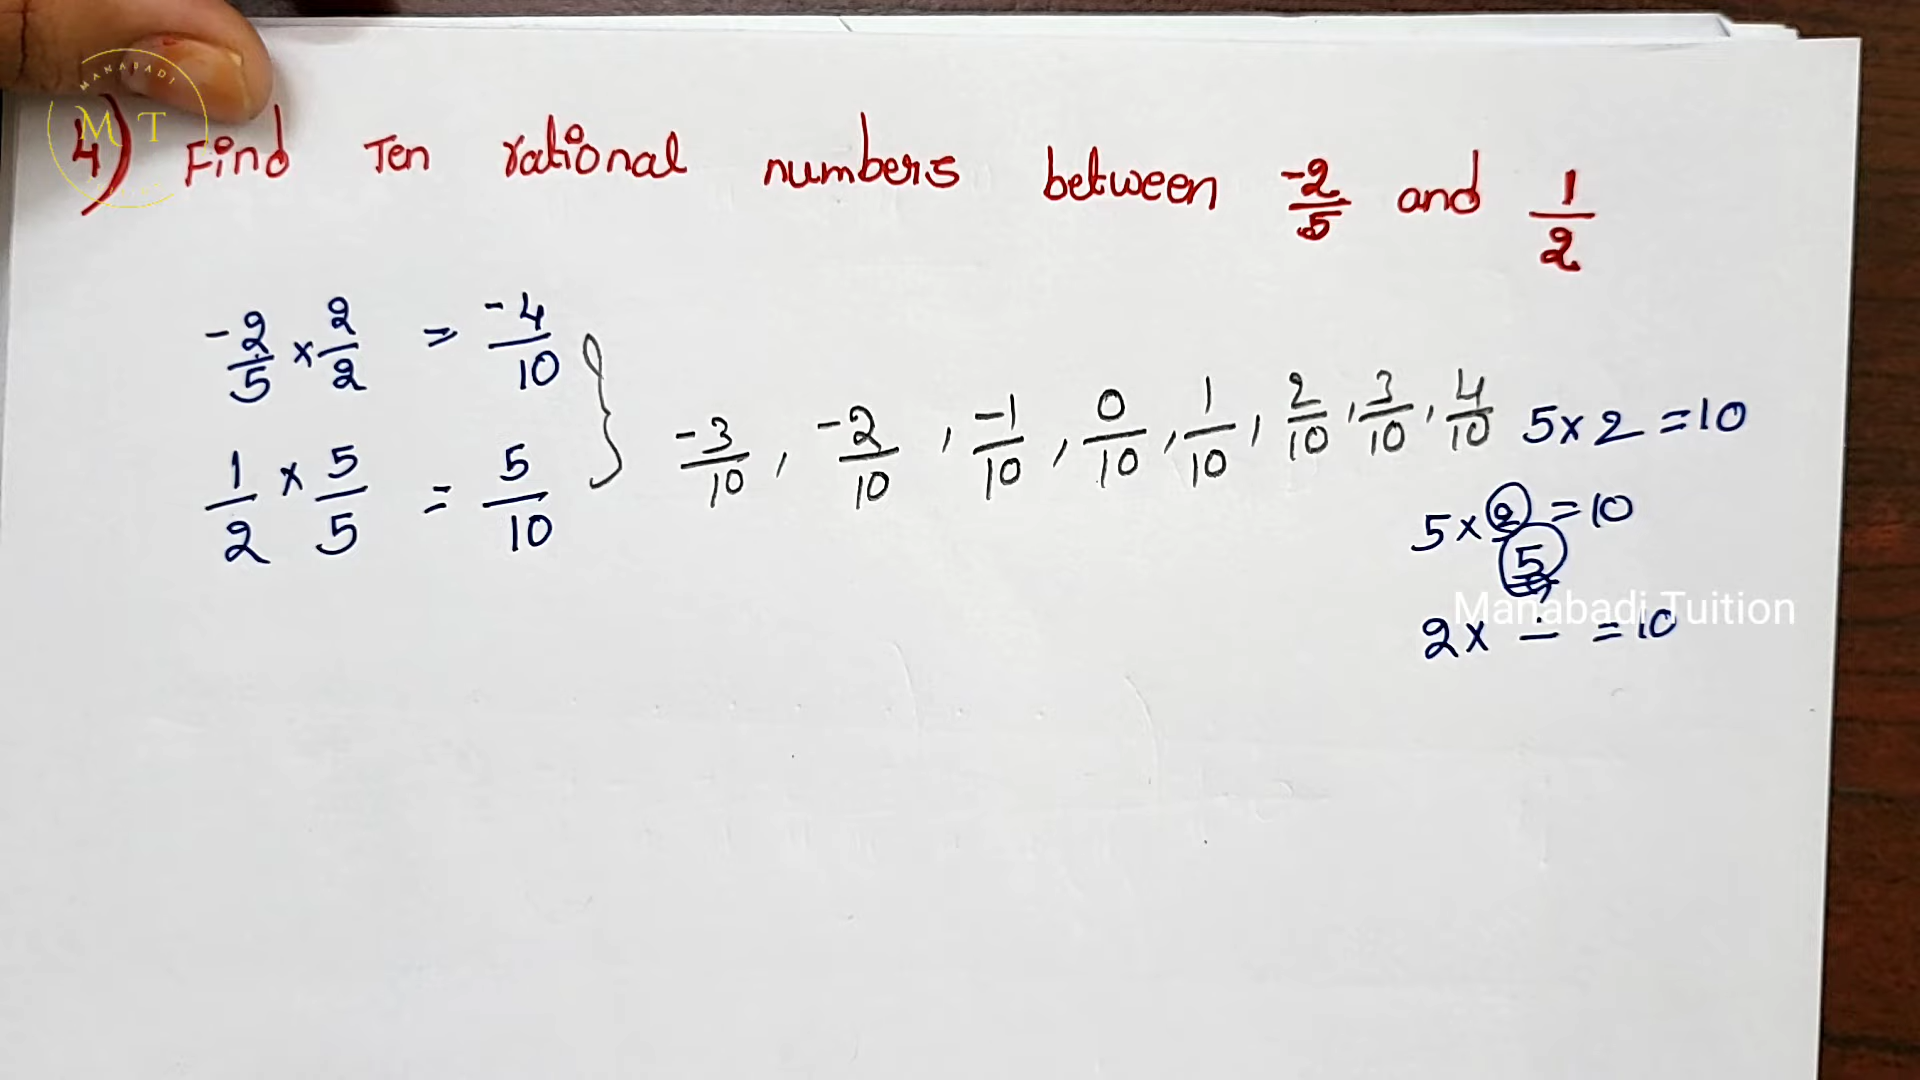 MANABADI
M T
4) Find Ten rational numbers between -2/5 and 1/2
-2/5 × 2/2 = -4/10
1/2 × 5/5 = 5/10
-3/10, -2/10, -1/10, 0/10, 1/10, 2/10, 3/10, 4/10
5×2=10
5×2=10
5
2× – =10
Manabadi Tuition